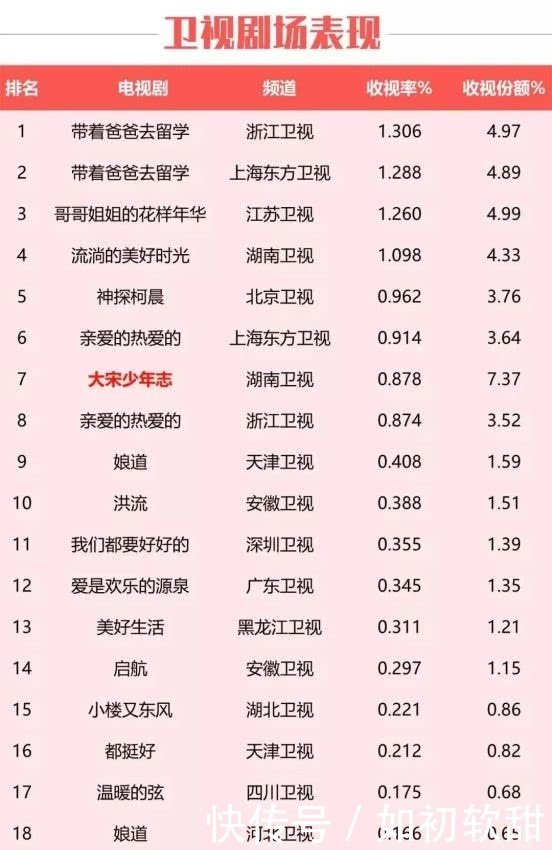 卫视剧场表现
排名 电视剧 频道 收视率% 收视份额%
1 带着爸爸去留学 浙江卫视 1.306 4.97
2 带着爸爸去留学 上海东方卫视 1.288 4.89
3 哥哥姐姐的花样年华 江苏卫视 1.260 4.99
4 流淌的美好时光 湖南卫视 1.098 4.33
5 神探柯晨 北京卫视 0.962 3.76
6 亲爱的热爱的 上海东方卫视 0.914 3.64
7 大宋少年志 湖南卫视 0.878 7.37
8 亲爱的热爱的 浙江卫视 0.874 3.52
9 娘道 天津卫视 0.408 1.59
10 洪流 安徽卫视 0.388 1.51
11 我们都要好好的 深圳卫视 0.355 1.39
12 爱是欢乐的源泉 广东卫视 0.345 1.35
13 美好生活 黑龙江卫视 0.311 1.21
14 启航 安徽卫视 0.297 1.15
15 小楼又东风 湖北卫视 0.221 0.86
16 都挺好 天津卫视 0.212 0.82
17 温暖的弦 四川卫视 0.175 0.68
18 娘道 河北卫视
快传号 / 如初软甜